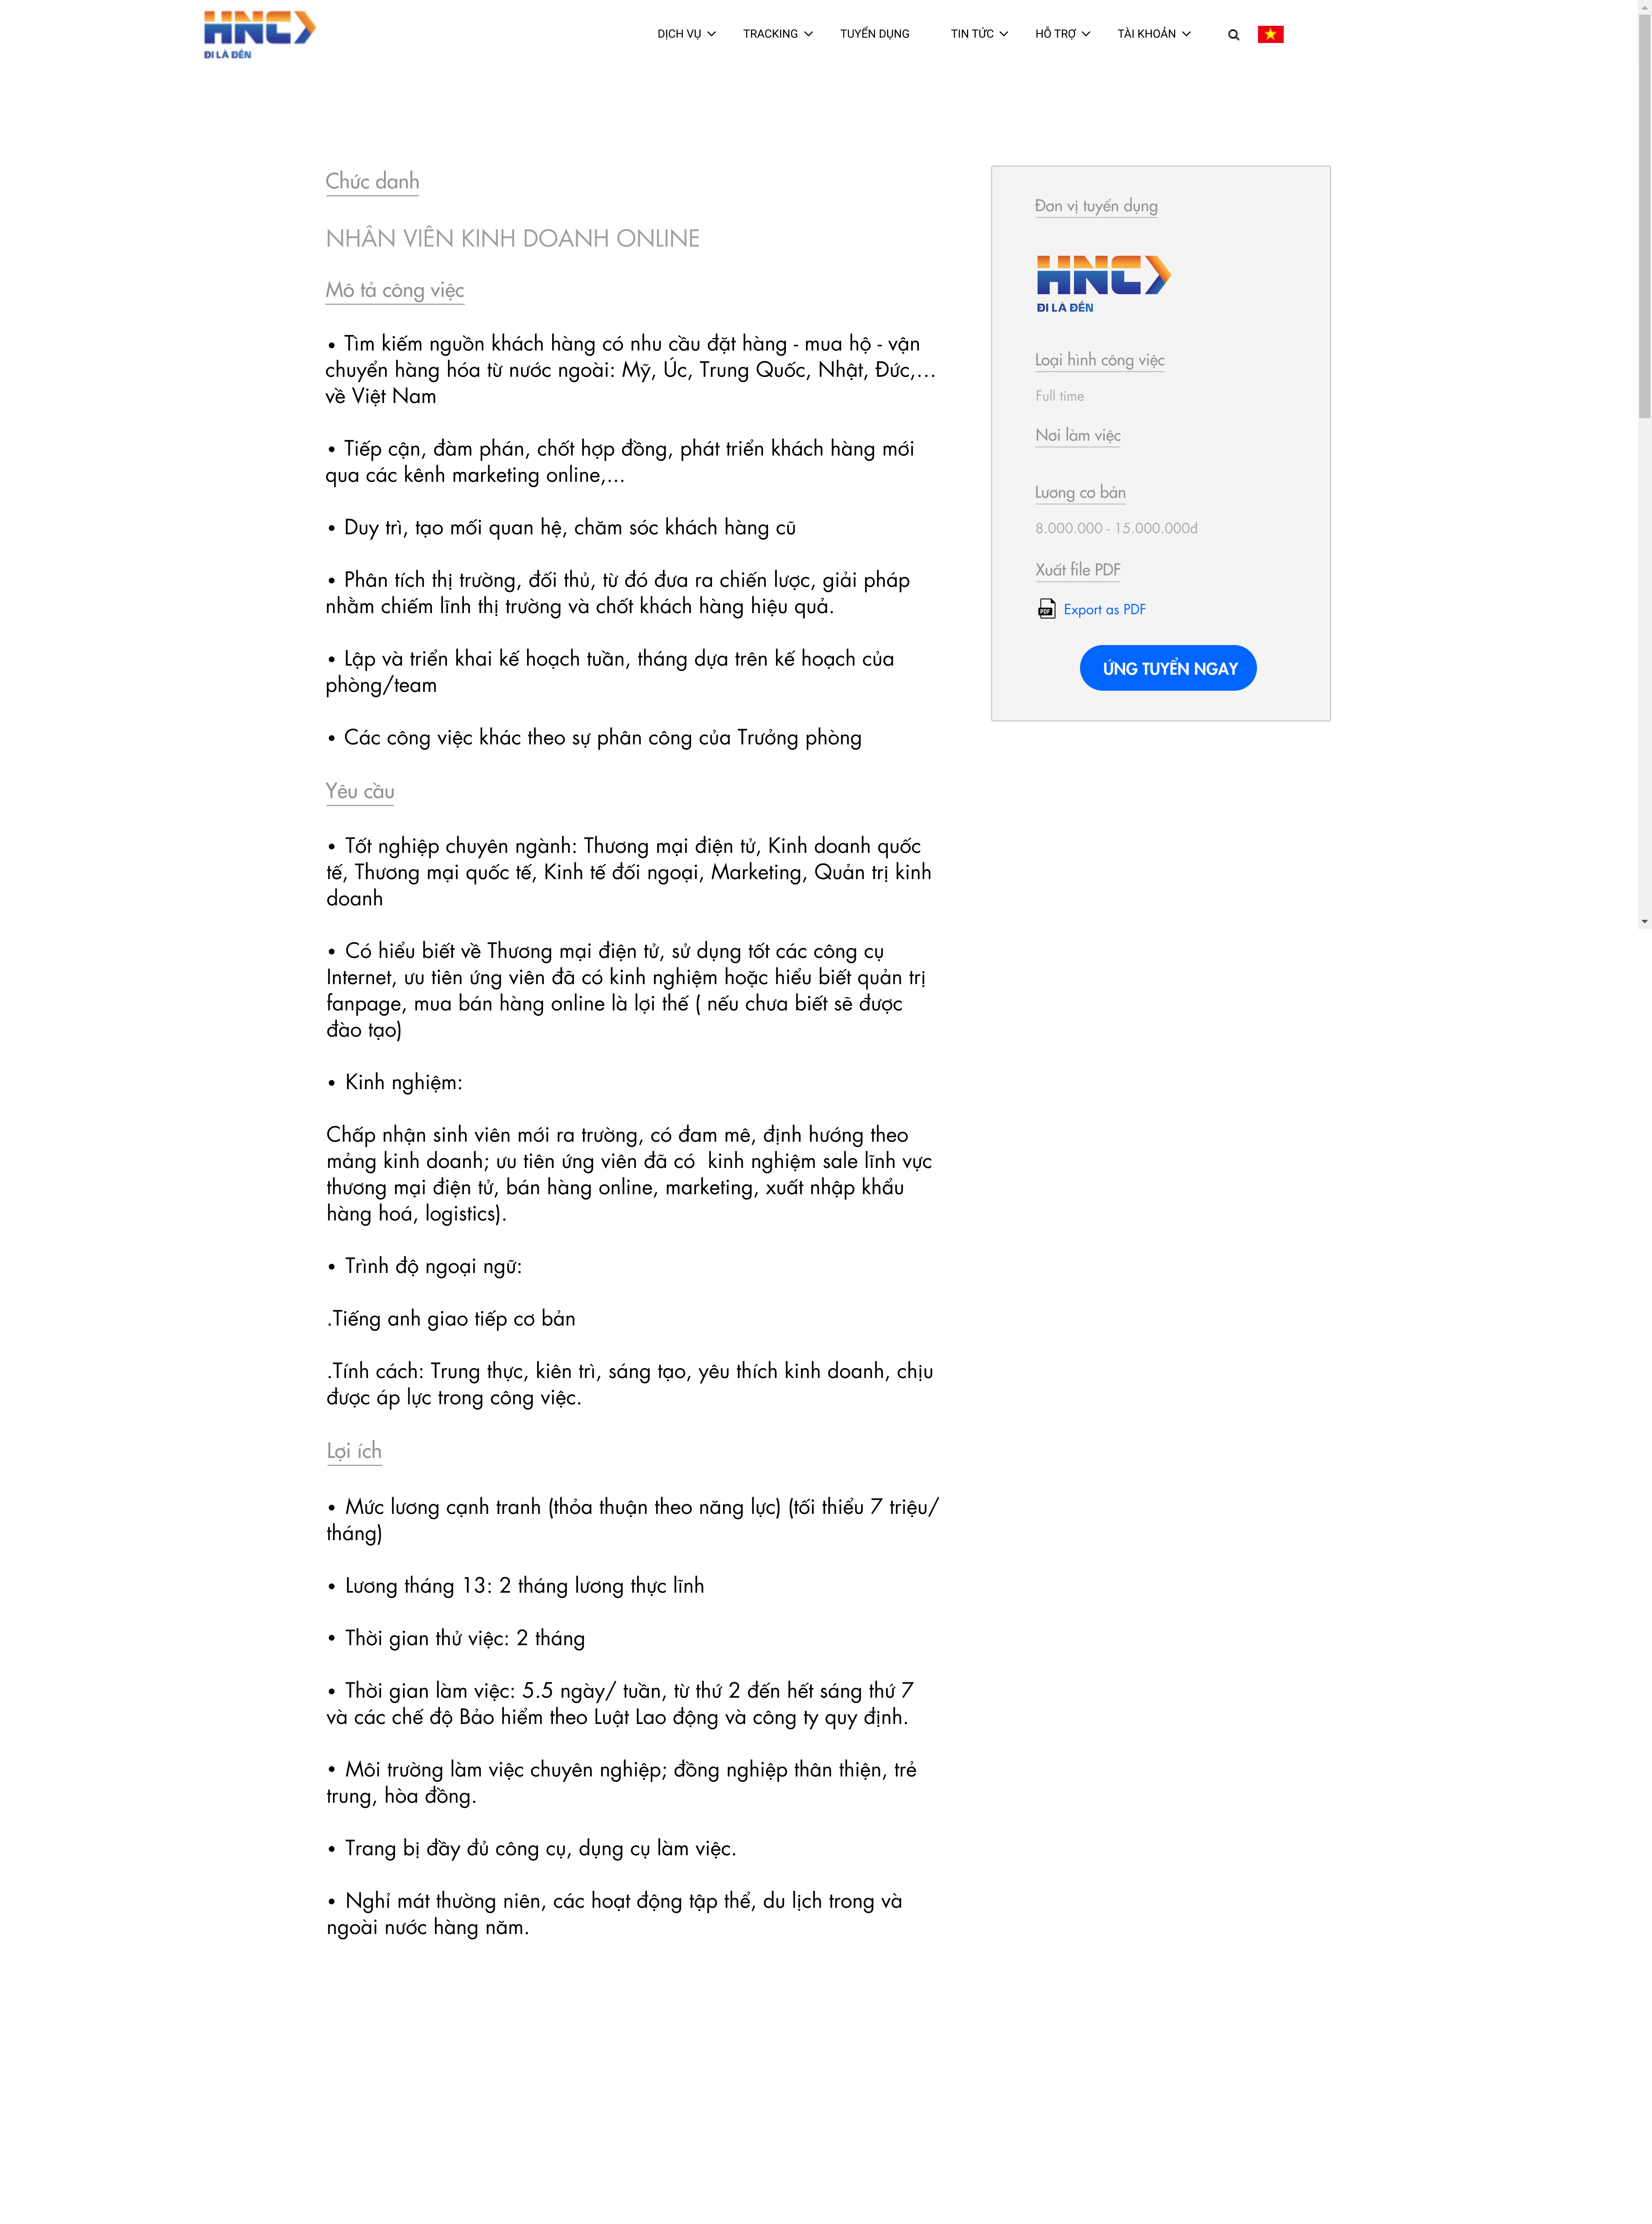 HNC
ĐI LÀ ĐẾN
DỊCH VỤ
TRACKING
TUYỂN DỤNG
TIN TỨC
HỖ TRỢ
TÀI KHOẢN
Chức danh
NHÂN VIÊN KINH DOANH ONLINE
Mô tả công việc
• Tìm kiếm nguồn khách hàng có nhu cầu đặt hàng - mua hộ - vận
chuyển hàng hóa từ nước ngoài: Mỹ, Úc, Trung Quốc, Nhật, Đức,...
về Việt Nam
• Tiếp cận, đàm phán, chốt hợp đồng, phát triển khách hàng mới
qua các kênh marketing online,...
• Duy trì, tạo mối quan hệ, chăm sóc khách hàng cũ
• Phân tích thị trường, đối thủ, từ đó đưa ra chiến lược, giải pháp
nhằm chiếm lĩnh thị trường và chốt khách hàng hiệu quả.
• Lập và triển khai kế hoạch tuần, tháng dựa trên kế hoạch của
phòng/team
• Các công việc khác theo sự phân công của Trưởng phòng
Yêu cầu
• Tốt nghiệp chuyên ngành: Thương mại điện tử, Kinh doanh quốc
tế, Thương mại quốc tế, Kinh tế đối ngoại, Marketing, Quản trị kinh
doanh
• Có hiểu biết về Thương mại điện tử, sử dụng tốt các công cụ
Internet, ưu tiên ứng viên đã có kinh nghiệm hoặc hiểu biết quản trị
fanpage, mua bán hàng online là lợi thế ( nếu chưa biết sẽ được
đào tạo)
• Kinh nghiệm:
Chấp nhận sinh viên mới ra trường, có đam mê, định hướng theo
mảng kinh doanh; ưu tiên ứng viên đã có  kinh nghiệm sale lĩnh vực
thương mại điện tử, bán hàng online, marketing, xuất nhập khẩu
hàng hoá, logistics).
• Trình độ ngoại ngữ:
.Tiếng anh giao tiếp cơ bản
.Tính cách: Trung thực, kiên trì, sáng tạo, yêu thích kinh doanh, chịu
được áp lực trong công việc.
Lợi ích
• Mức lương cạnh tranh (thỏa thuận theo năng lực) (tối thiểu 7 triệu/
tháng)
• Lương tháng 13: 2 tháng lương thực lĩnh
• Thời gian thử việc: 2 tháng
• Thời gian làm việc: 5.5 ngày/ tuần, từ thứ 2 đến hết sáng thứ 7
và các chế độ Bảo hiểm theo Luật Lao động và công ty quy định.
• Môi trường làm việc chuyên nghiệp; đồng nghiệp thân thiện, trẻ
trung, hòa đồng.
• Trang bị đầy đủ công cụ, dụng cụ làm việc.
• Nghỉ mát thường niên, các hoạt động tập thể, du lịch trong và
ngoài nước hàng năm.
Đơn vị tuyển dụng
HNC
ĐI LÀ ĐẾN
Loại hình công việc
Full time
Nơi làm việc
Lương cơ bản
8.000.000 - 15.000.000đ
Xuất file PDF
PDF
Export as PDF
ỨNG TUYỂN NGAY